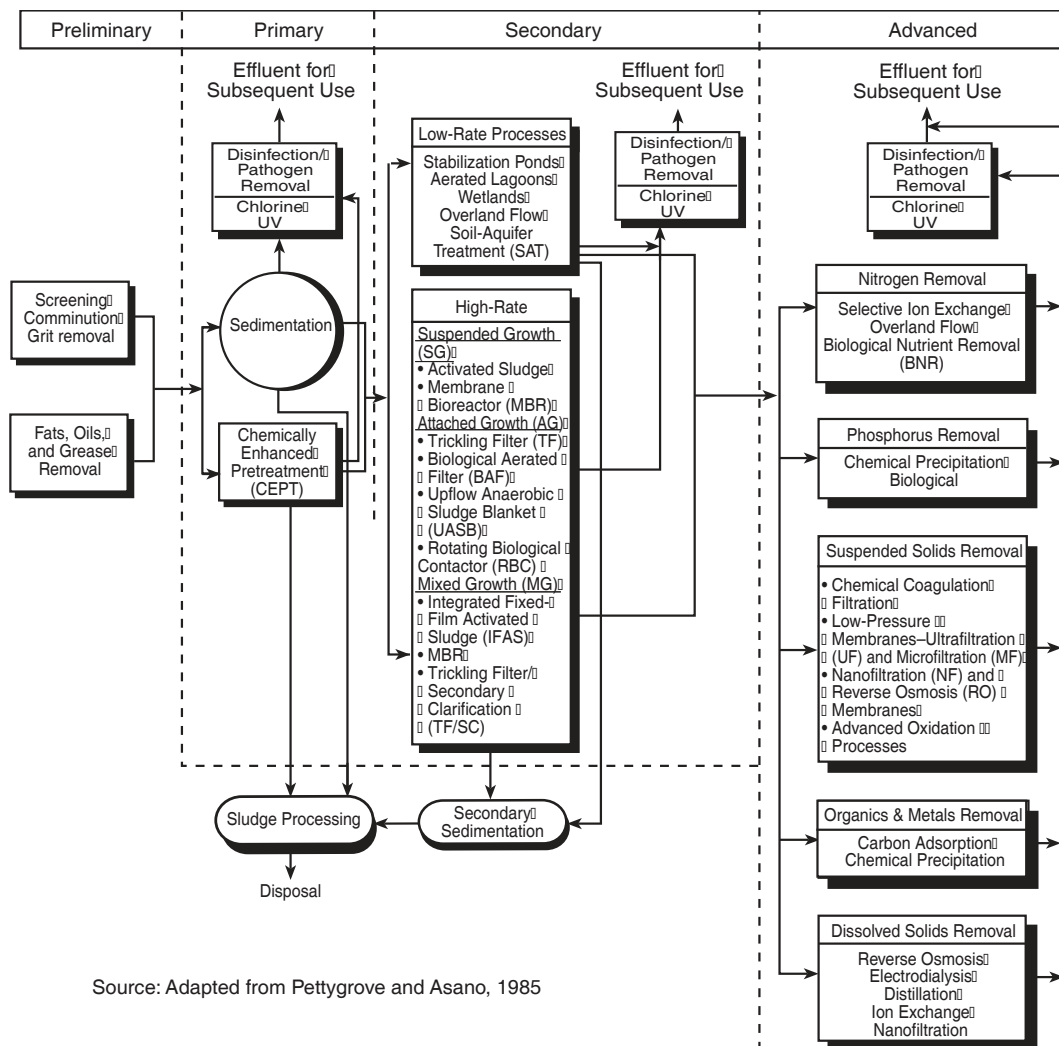 Preliminary
Primary
Secondary
Advanced
Effluent for
Subsequent Use
Disinfection/
Pathogen
Removal
Chlorine
UV
Screening
Comminution
Grit removal
Fats, Oils,
and Grease
Removal
Sedimentation
Chemically
Enhanced
Pretreatment
(CEPT)
Low-Rate Processes
Stabilization Ponds
Aerated Lagoons
Wetlands
Overland Flow
Soil-Aquifer
Treatment (SAT)
High-Rate
Suspended Growth
(SG)
• Activated Sludge
• Membrane
Bioreactor (MBR)
Attached Growth (AG)
• Trickling Filter (TF)
• Biological Aerated
Filter (BAF)
• Upflow Anaerobic
Sludge Blanket
(UASB)
• Rotating Biological
Contactor (RBC)
Mixed Growth (MG)
• Integrated Fixed-
Film Activated
Sludge (IFAS)
• MBR
• Trickling Filter/
Secondary
Clarification
(TF/SC)
Effluent for
Subsequent Use
Disinfection/
Pathogen
Removal
Chlorine
UV
Sludge Processing
Secondary
Sedimentation
Disposal
Effluent for
Subsequent Use
Disinfection/
Pathogen
Removal
Chlorine
UV
Nitrogen Removal
Selective Ion Exchange
Overland Flow
Biological Nutrient Removal
(BNR)
Phosphorus Removal
Chemical Precipitation
Biological
Suspended Solids Removal
• Chemical Coagulation
Filtration
• Low-Pressure
Membranes–Ultrafiltration
(UF) and Microfiltration (MF)
• Nanofiltration (NF) and
Reverse Osmosis (RO)
Membranes
• Advanced Oxidation
Processes
Organics & Metals Removal
Carbon Adsorption
Chemical Precipitation
Dissolved Solids Removal
Reverse Osmosis
Electrodialysis
Distillation
Ion Exchange
Nanofiltration
Source: Adapted from Pettygrove and Asano, 1985